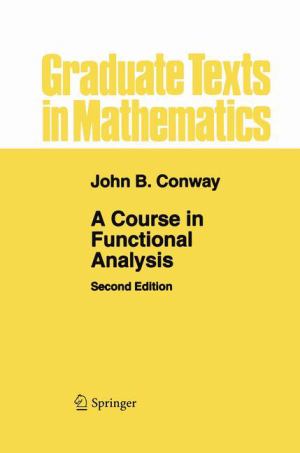 Graduate Texts
in Mathematics
John B. Conway
A Course in
Functional
Analysis
Second Edition
Springer